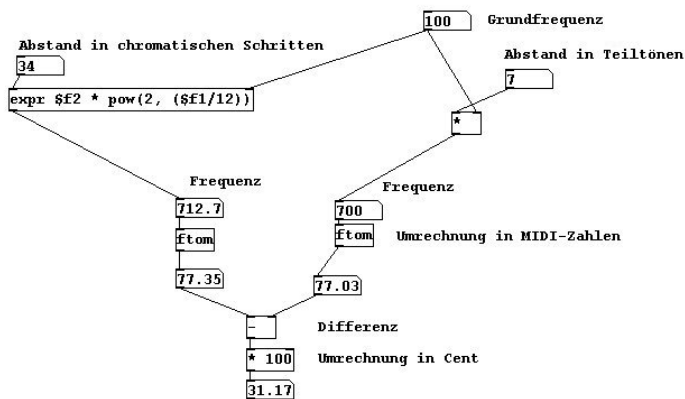 100 Grundfrequenz
Abstand in chromatischen Schritten
Abstand in Teiltönen
34
7
expr $f2 * pow(2, ($f1/12))
*
Frequenz
Frequenz
712.7
700
ftom
ftom
Umrechnung in MIDI-Zahlen
77.35
77.03
-
Differenz
* 100
Umrechnung in Cent
31.17